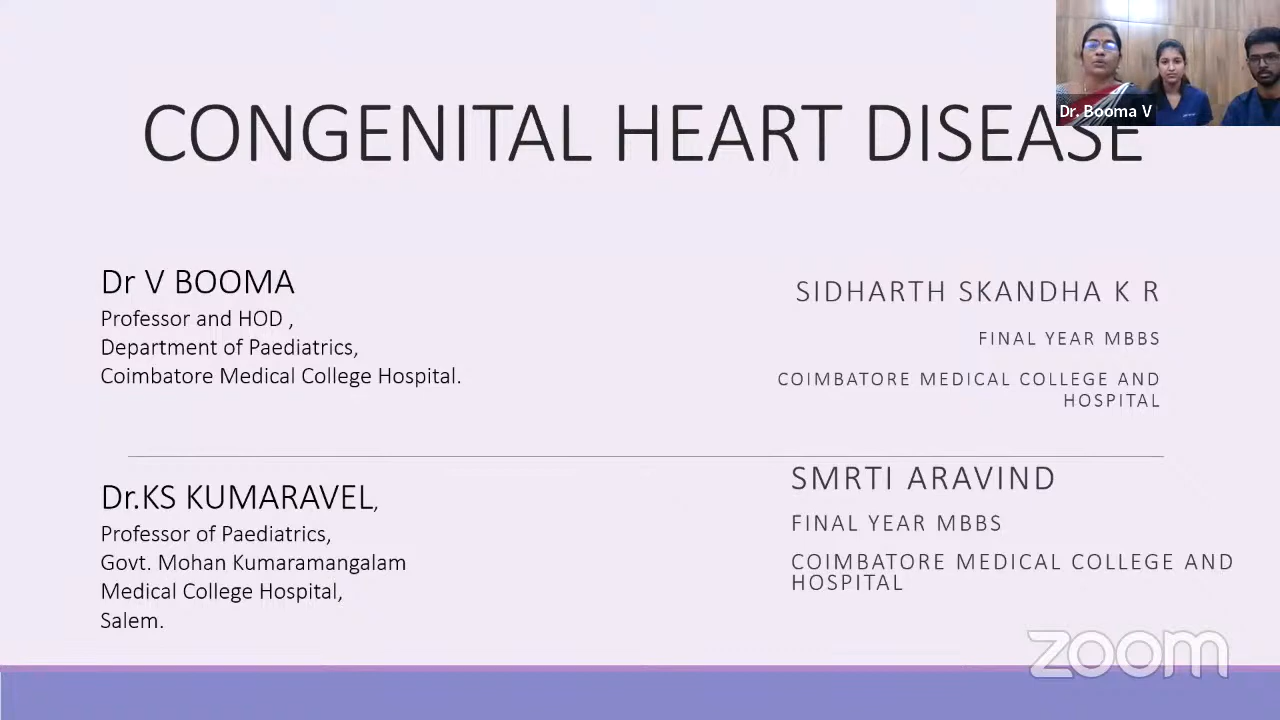 CONGENITAL HEART DISEASE
Dr. Booma V
Dr V BOOMA
Professor and HOD ,
Department of Paediatrics,
Coimbatore Medical College Hospital.
SIDHARTH SKANDHA K R
FINAL YEAR MBBS
COIMBATORE MEDICAL COLLEGE AND
HOSPITAL
Dr.KS KUMARAVEL,
Professor of Paediatrics,
Govt. Mohan Kumaramangalam
Medical College Hospital,
Salem.
SMRTI ARAVIND
FINAL YEAR MBBS
COIMBATORE MEDICAL COLLEGE AND
HOSPITAL
zoom